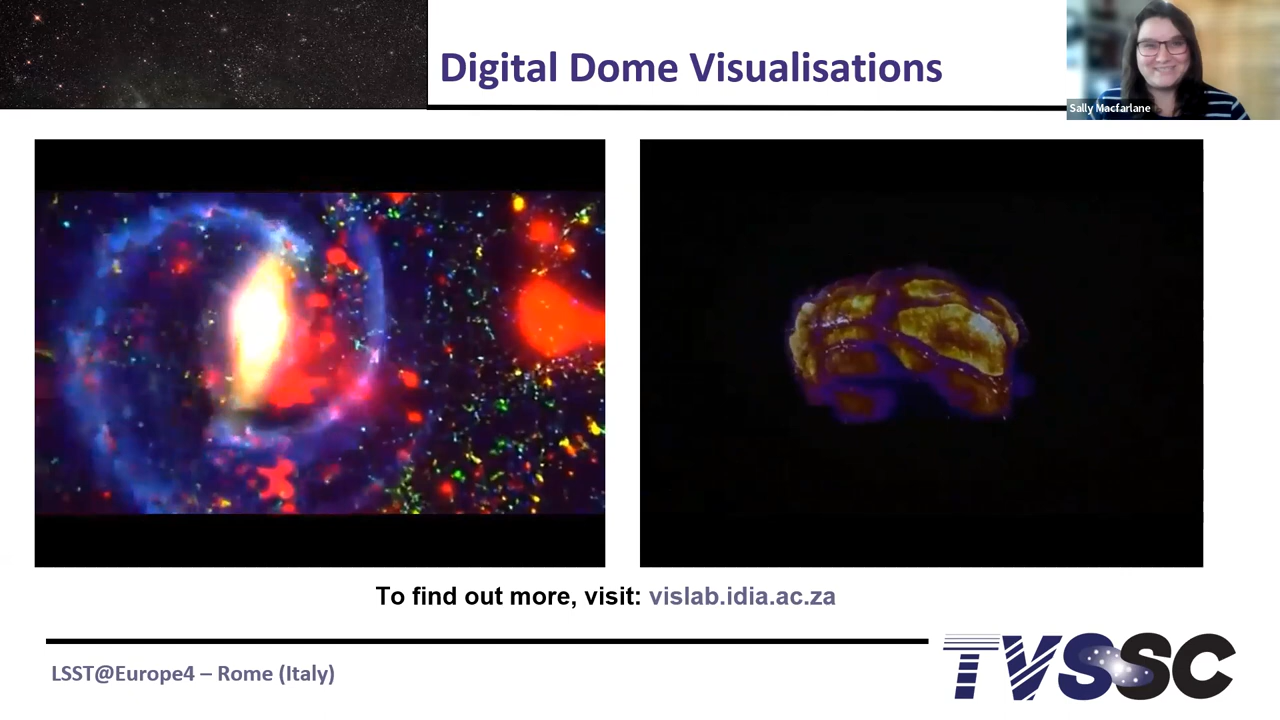 Digital Dome Visualisations
Sally Macfarlane
To find out more, visit: vislab.idia.ac.za
LSST@Europe4 – Rome (Italy)
TVSSC